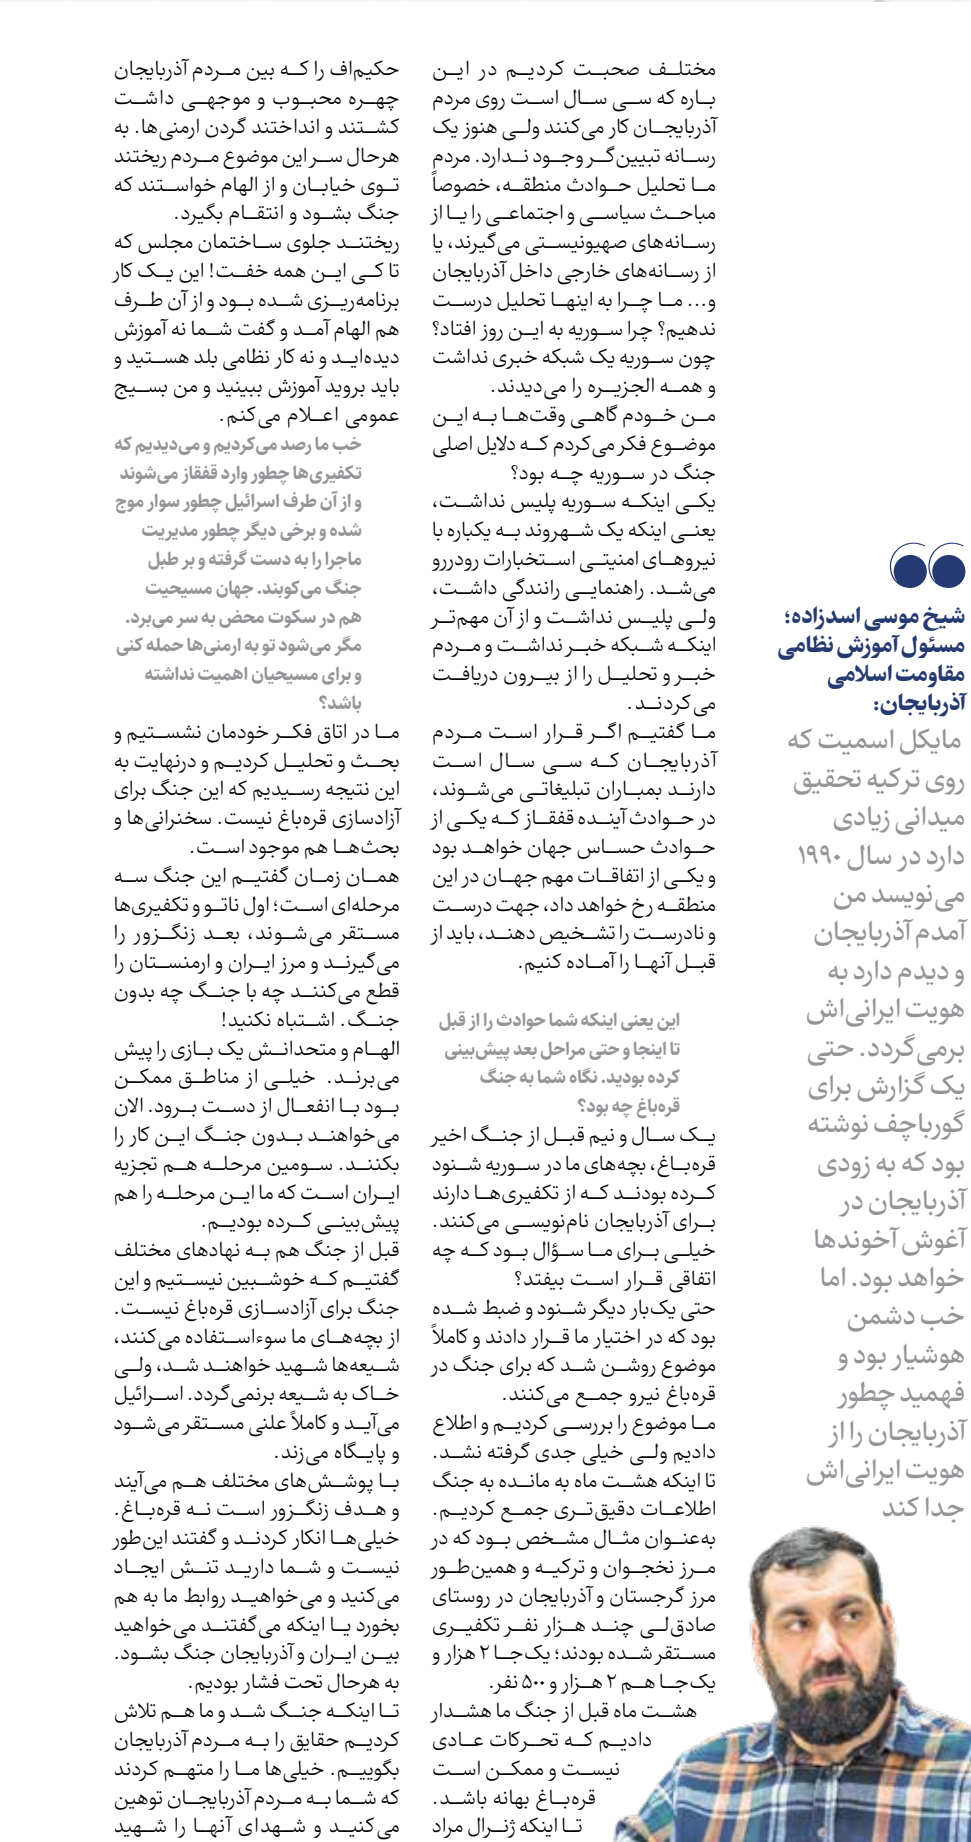 مختلف صحبت کردیم در این
باره که سی سال است روی مردم
آذربایجان کار می‌کنند ولی هنوز یک
رسانه تبیین‌گر وجود ندارد. مردم
ما تحلیل حوادث منطقه، خصوصاً
مباحث سیاسی و اجتماعی را یا از
رسانه‌های صهیونیستی می‌گیرند، یا
از رسانه‌های خارجی داخل آذربایجان
و... ما چرا به اینها تحلیل درست
ندهیم؟ چرا سوریه به این روز افتاد؟
چون سوریه یک شبکه خبری نداشت
و همه الجزیره را می‌دیدند.
من خودم گاهی وقت‌ها به این
موضوع فکر می‌کردم که دلایل اصلی
جنگ در سوریه چه بود؟
یکی اینکه سوریه پلیس نداشت،
یعنی اینکه یک شهروند به یکباره با
نیروهای امنیتی استخبارات رودررو
می‌شد. راهنمایی رانندگی داشت،
ولی پلیس نداشت و از آن مهم‌تر
اینکه شبکه خبر نداشت و مردم
خبر و تحلیل را از بیرون دریافت
می‌کردند.
ما گفتیم اگر قرار است مردم
آذربایجان که سی سال است
دارند بمباران تبلیغاتی می‌شوند،
در حوادث آینده قفقاز که یکی از
حوادث حساس جهان خواهد بود
و یکی از اتفاقات مهم جهان در این
منطقه رخ خواهد داد، جهت درست
و نادرست را تشخیص دهند، باید از
قبل آنها را آماده کنیم.
این یعنی اینکه شما حوادث را از قبل
تا اینجا و حتی مراحل بعد پیش‌بینی
کرده بودید. نگاه شما به جنگ
قره‌باغ چه بود؟
یک سال و نیم قبل از جنگ اخیر
قره‌باغ، بچه‌های ما در سوریه شنود
کرده بودند که از تکفیری‌ها دارند
برای آذربایجان نام‌نویسی می‌کنند.
خیلی برای ما سؤال بود که چه
اتفاقی قرار است بیفتد؟
حتی یک‌بار دیگر شنود و ضبط شده
بود که در اختیار ما قرار دادند و کاملاً
موضوع روشن شد که برای جنگ در
قره‌باغ نیرو جمع می‌کنند.
ما موضوع را بررسی کردیم و اطلاع
دادیم ولی خیلی جدی گرفته نشد.
تا اینکه هشت ماه به مانده به جنگ
اطلاعات دقیق‌تری جمع کردیم.
به‌عنوان مثال مشخص بود که در
مرز نخجوان و ترکیه و همین‌طور
مرز گرجستان و آذربایجان در روستای
صادق‌لی چند هزار نفر تکفیری
مستقر شده بودند؛ یک‌جا ۲ هزار و
یک‌جا هم ۲ هزار و ۵۰۰ نفر.
هشت ماه قبل از جنگ ما هشدار
دادیم که تحرکات عادی
نیست و ممکن است
قره‌باغ بهانه باشد.
تا اینکه ژنرال مراد
حکیم‌اف را که بین مردم آذربایجان
چهره محبوب و موجهی داشت
کشتند و انداختند گردن ارمنی‌ها. به
هرحال سر این موضوع مردم ریختند
توی خیابان و از الهام خواستند که
جنگ بشود و انتقام بگیرد.
ریختند جلوی ساختمان مجلس که
تا کی این همه خفت! این یک کار
برنامه‌ریزی شده بود و از آن طرف
هم الهام آمد و گفت شما نه آموزش
دیده‌اید و نه کار نظامی بلد هستید و
باید بروید آموزش ببینید و من بسیج
عمومی اعلام می‌کنم.
خب ما رصد می‌کردیم و می‌دیدیم که
تکفیری‌ها چطور وارد قفقاز می‌شوند
و از آن طرف اسرائیل چطور سوار موج
شده و برخی دیگر چطور مدیریت
ماجرا را به دست گرفته و بر طبل
جنگ می‌کوبند. جهان مسیحیت
هم در سکوت محض به سر می‌برد.
مگر می‌شود تو به ارمنی‌ها حمله کنی
و برای مسیحیان اهمیت نداشته
باشد؟
ما در اتاق فکر خودمان نشستیم و
بحث و تحلیل کردیم و درنهایت به
این نتیجه رسیدیم که این جنگ برای
آزادسازی قره‌باغ نیست. سخنرانی‌ها و
بحث‌ها هم موجود است.
همان زمان گفتیم این جنگ سه
مرحله‌ای است؛ اول ناتو و تکفیری‌ها
مستقر می‌شوند، بعد زنگزور را
می‌گیرند و مرز ایران و ارمنستان را
قطع می‌کنند چه با جنگ چه بدون
جنگ. اشتباه نکنید!
الهام و متحدانش یک بازی را پیش
می‌برند. خیلی از مناطق ممکن
بود با انفعال از دست برود. الان
می‌خواهند بدون جنگ این کار را
بکنند. سومین مرحله هم تجزیه
ایران است که ما این مرحله را هم
پیش‌بینی کرده بودیم.
قبل از جنگ هم به نهادهای مختلف
گفتیم که خوشبین نیستیم و این
جنگ برای آزادسازی قره‌باغ نیست.
از بچه‌های ما سوءاستفاده می‌کنند،
شیعه‌ها شهید خواهند شد، ولی
خاک به شیعه برنمی‌گردد. اسرائیل
می‌آید و کاملاً علنی مستقر می‌شود
و پایگاه می‌زند.
با پوشش‌های مختلف هم می‌آیند
و هدف زنگزور است نه قره‌باغ.
خیلی‌ها انکار کردند و گفتند این‌طور
نیست و شما دارید تنش ایجاد
می‌کنید و می‌خواهید روابط ما به هم
بخورد یا اینکه می‌گفتند می‌خواهید
بین ایران و آذربایجان جنگ بشود.
به هرحال تحت فشار بودیم.
تا اینکه جنگ شد و ما هم تلاش
کردیم حقایق را به مردم آذربایجان
بگوییم. خیلی‌ها ما را متهم کردند
که شما به مردم آذربایجان توهین
می‌کنید و شهدای آنها را شهید
شیخ موسی اسدزاده؛
مسئول آموزش نظامی
مقاومت اسلامی
آذربایجان:
مایکل اسمیت که
روی ترکیه تحقیق
میدانی زیادی
دارد در سال ۱۹۹۰
می‌نویسد من
آمدم آذربایجان
و دیدم دارد به
هویت ایرانی‌اش
برمی‌گردد. حتی
یک گزارش برای
گورباچف نوشته
بود که به زودی
آذربایجان در
آغوش آخوندها
خواهد بود. اما
خب دشمن
هوشیار بود و
فهمید چطور
آذربایجان را از
هویت ایرانی‌اش
جدا کند